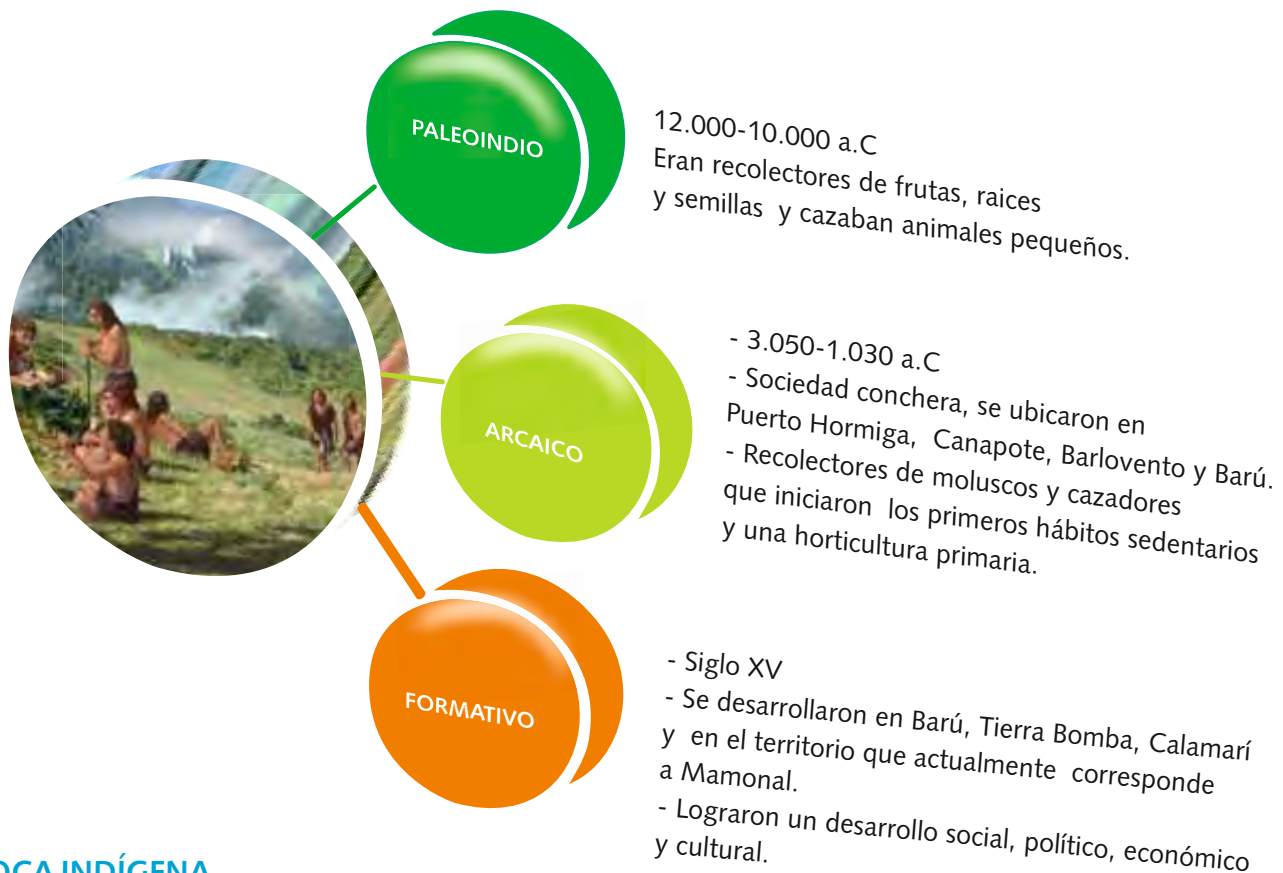 PALEOINDIO
12.000-10.000 a.C
Eran recolectores de frutas, raices
y semillas y cazaban animales pequeños.
ARCAICO
- 3.050-1.030 a.C
- Sociedad conchera, se ubicaron en
Puerto Hormiga, Canapote, Barlovento y Barú.
- Recolectores de moluscos y cazadores
que iniciaron los primeros hábitos sedentarios
y una horticultura primaria.
FORMATIVO
- Siglo XV
- Se desarrollaron en Barú, Tierra Bomba, Calamarí
y en el territorio que actualmente corresponde
a Mamonal.
- Lograron un desarrollo social, político, económico
y cultural.
INDÍGENA